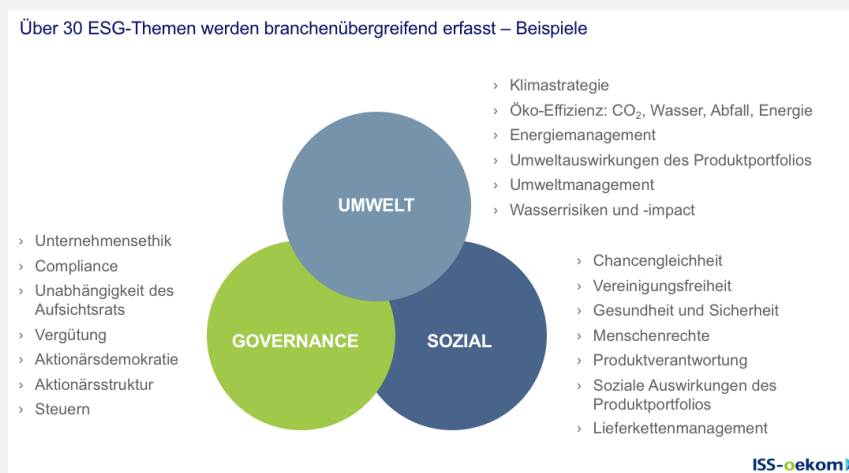 Über 30 ESG-Themen werden branchenübergreifend erfasst – Beispiele
› Klimastrategie
› Öko-Effizienz: CO₂, Wasser, Abfall, Energie
› Energiemanagement
› Umweltauswirkungen des Produktportfolios
› Umweltmanagement
› Wasserrisiken und -impact
UMWELT
› Unternehmensethik
› Compliance
› Unabhängigkeit des
Aufsichtsrats
› Vergütung
› Aktionärsdemokratie
› Aktionärsstruktur
› Steuern
GOVERNANCE
SOZIAL
› Chancengleichheit
› Vereinigungsfreiheit
› Gesundheit und Sicherheit
› Menschenrechte
› Produktverantwortung
› Soziale Auswirkungen des
Produktportfolios
› Lieferkettenmanagement
ISS-oekom